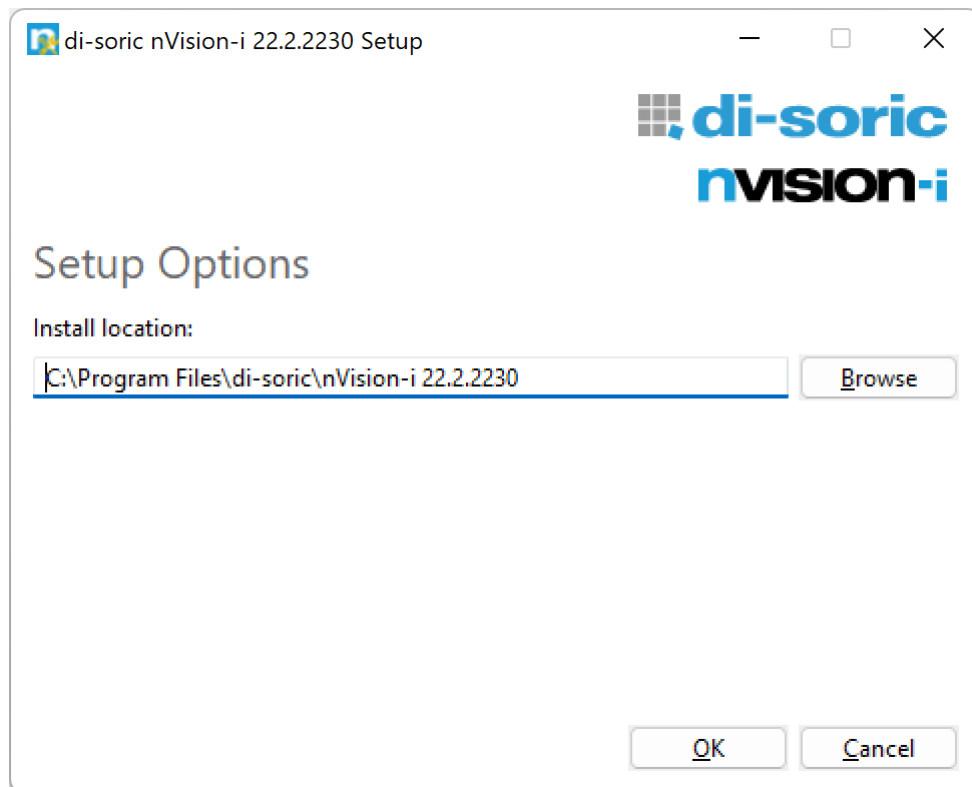 di-soric nVision-i 22.2.2230 Setup
di-soric
nvision-i
Setup Options
Install location:
C:\Program Files\di-soric\nVision-i 22.2.2230
Browse
OK
Cancel